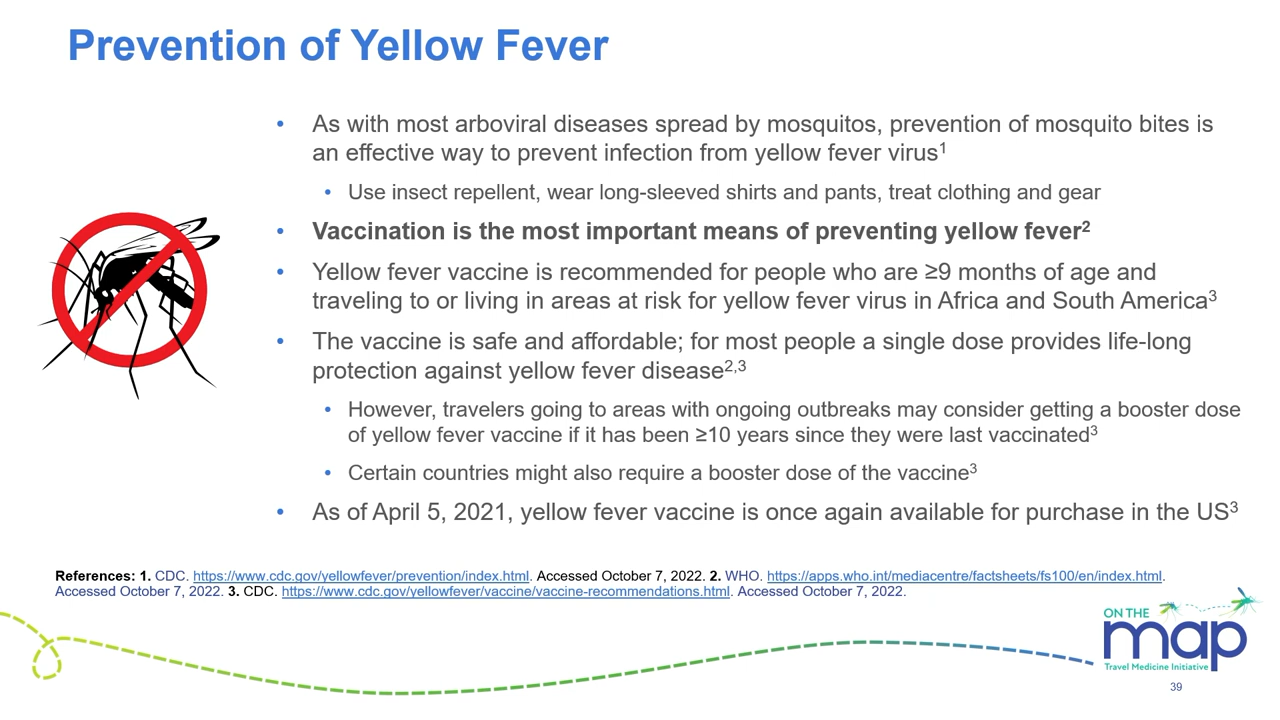 Prevention of Yellow Fever
• As with most arboviral diseases spread by mosquitos, prevention of mosquito bites is
an effective way to prevent infection from yellow fever virus1
• Use insect repellent, wear long-sleeved shirts and pants, treat clothing and gear
• Vaccination is the most important means of preventing yellow fever2
• Yellow fever vaccine is recommended for people who are ≥9 months of age and
traveling to or living in areas at risk for yellow fever virus in Africa and South America3
• The vaccine is safe and affordable; for most people a single dose provides life-long
protection against yellow fever disease2,3
• However, travelers going to areas with ongoing outbreaks may consider getting a booster dose
of yellow fever vaccine if it has been ≥10 years since they were last vaccinated3
• Certain countries might also require a booster dose of the vaccine3
• As of April 5, 2021, yellow fever vaccine is once again available for purchase in the US3
References: 1. CDC. https://www.cdc.gov/yellowfever/prevention/index.html. Accessed October 7, 2022. 2. WHO. https://apps.who.int/mediacentre/factsheets/fs100/en/index.html.
Accessed October 7, 2022. 3. CDC. https://www.cdc.gov/yellowfever/vaccine/vaccine-recommendations.html. Accessed October 7, 2022.
ON THE
map
Travel Medicine Initiative
39